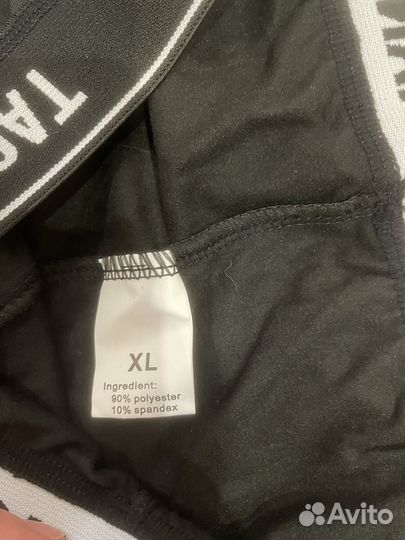 XL
Ingredient:
90% polyester
10% spandex
Avito